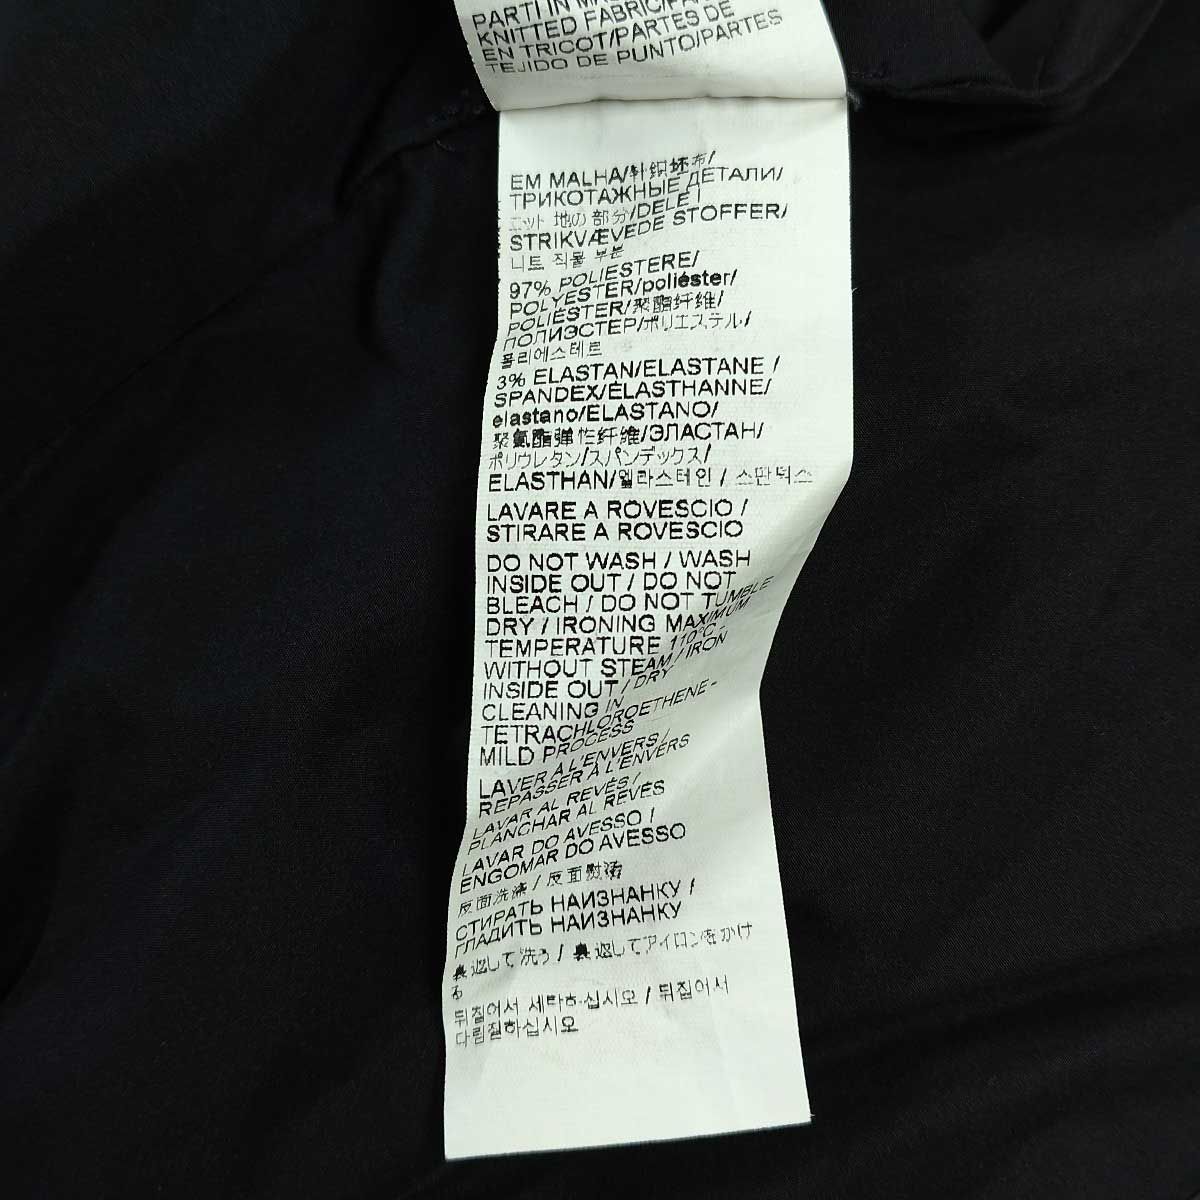 PARTI IN
KNITTED FABRIC/
EN TRICOT/PARTES DE
TEJIDO DE PUNTO/PARTES
EM MALHA/针织坯布/
ТРИКОТАЖНЫЕ ДЕТАЛИ/
ニット 地の 部分/DELE I
STRIKVÆVEDE STOFFER/
니트 직물 부분
97% POLIESTERE/
POLYESTER/poliéster/
POLIÉSTER/聚酯纤维/
ПОЛИЭСТЕР/ポリエステル/
폴리에스테르
3% ELASTAN/ELASTANE /
SPANDEX/ÉLASTHANNE/
elastano/ELASTANO/
聚氨酯弹性纤维/ЭЛАСТАН/
ポリウレタン/スパンデックス/
ELASTHAN/엘라스테인 / 스판덱스
LAVARE A ROVESCIO /
STIRARE A ROVESCIO
DO NOT WASH / WASH
INSIDE OUT / DO NOT
BLEACH / DO NOT TUMBLE
DRY / IRONING MAXIMUM
TEMPERATURE 110°C -
WITHOUT STEAM / IRON
INSIDE OUT / DRY
CLEANING IN
TETRACHLOROETHENE-
MILD PROCESS
LAVER À L'ENVERS /
REPASSER À L'ENVERS
LAVAR AL REVÉS /
PLANCHAR AL REVÉS
LAVAR DO AVESSO /
ENGOMAR DO AVESSO
反面洗涤 / 反面熨烫
СТИРАТЬ НАИЗНАНКУ /
ГЛАДИТЬ НАИЗНАНКУ
裏返して洗う / 裏返してアイロンをかけ
る
뒤집어서 세탁하십시오 / 뒤집어서
다림질하십시오